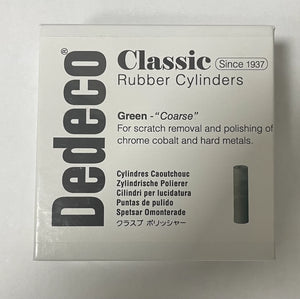 Dedeco®
Classic Since 1937
Rubber Cylinders
Green - "Coarse"
For scratch removal and polishing of
chrome cobalt and hard metals.
Cylindres Caoutchouc
Zylindrische Polierer
Cilindri per lucidatura
Puntas de pulido
Spetsar Omonterade
クラスプ ポリッシャー